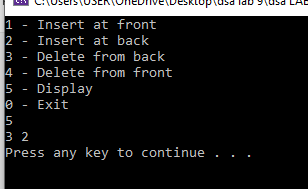 C:\Users\USER\OneDrive\Desktop\dsa lab 9\dsa LAB
1 - Insert at front
2 - Insert at back
3 - Delete from back
4 - Delete from front
5 - Display
0 - Exit
5
3 2
Press any key to continue . . .